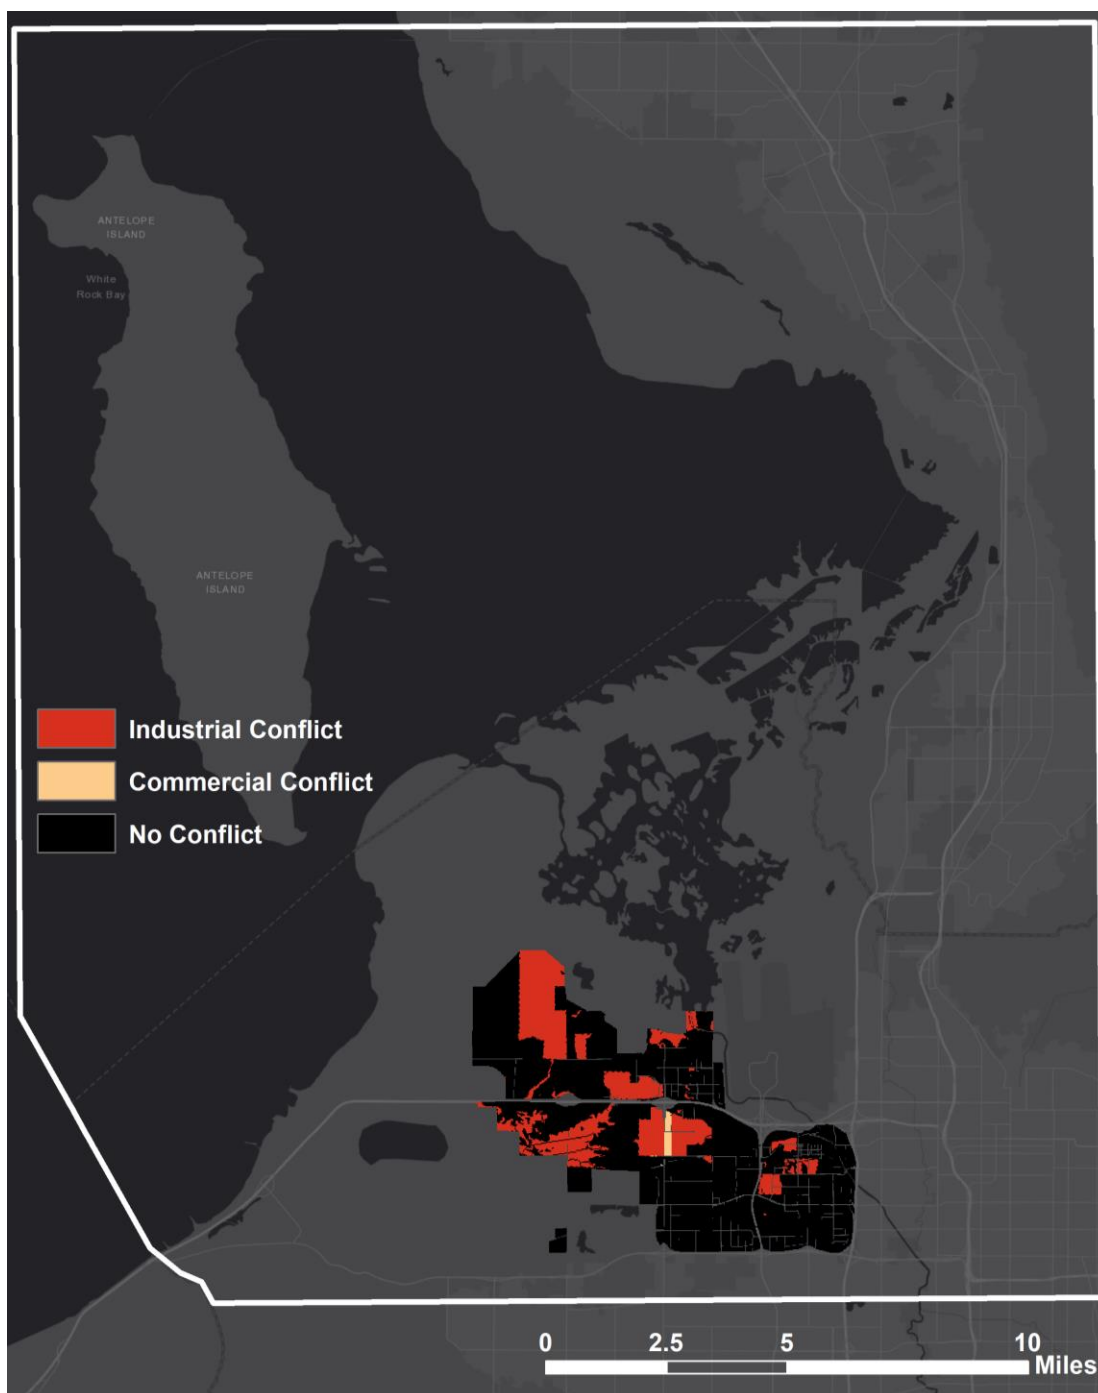 ANTELOPE
ISLAND
White
Rock Bay
ANTELOPE
ISLAND
Industrial Conflict
Commercial Conflict
No Conflict
0 2.5 5 10
Miles